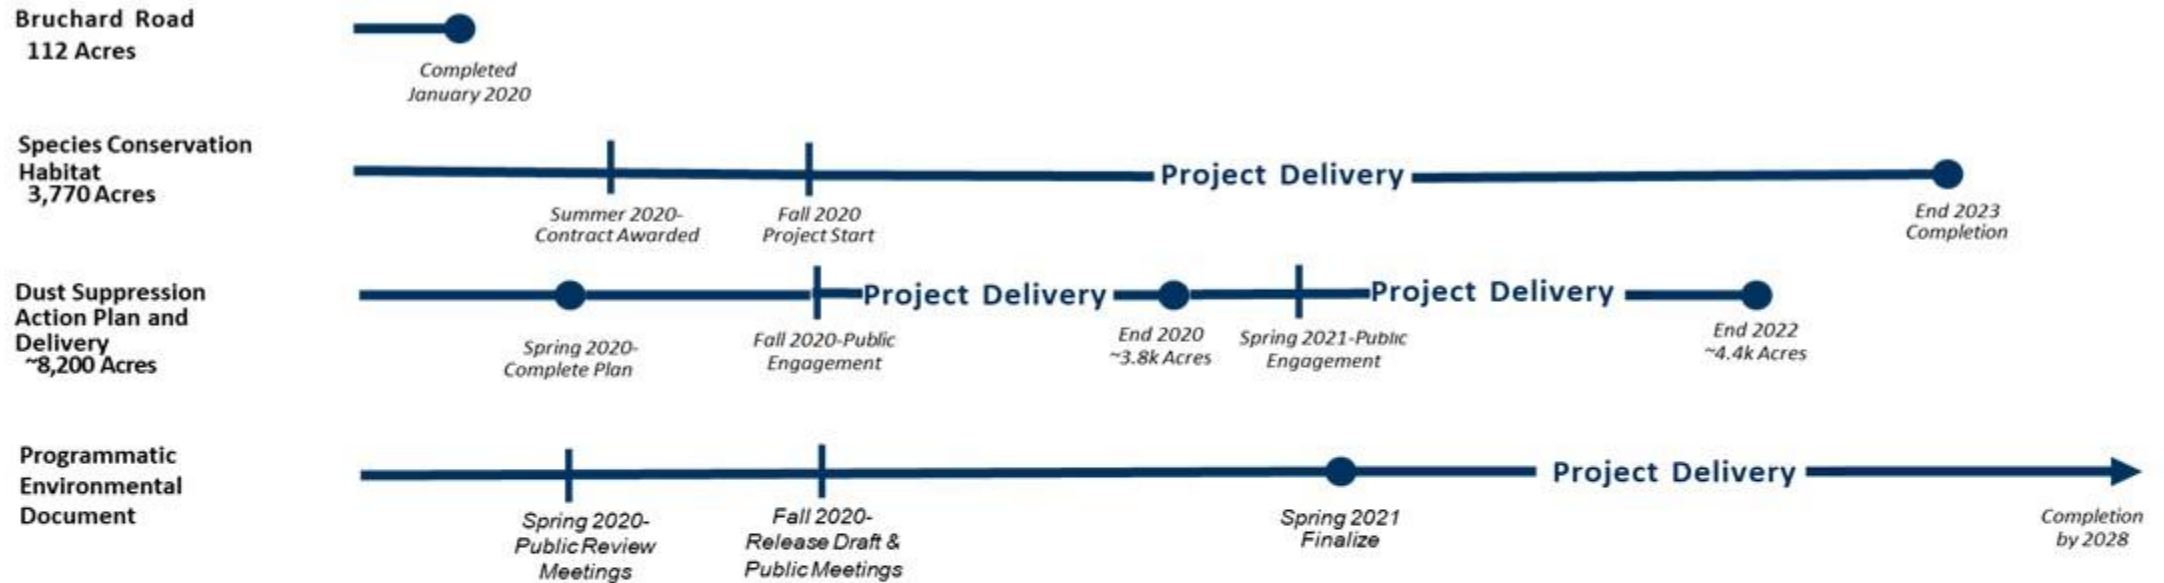 Bruchard Road
112 Acres
Completed
January 2020
Species Conservation
Habitat
3,770 Acres
Project Delivery
Summer 2020-
Contract Awarded
Fall 2020
Project Start
End 2023
Completion
Dust Suppression
Action Plan and
Delivery
~8,200 Acres
Project Delivery
Project Delivery
Spring 2020-
Complete Plan
Fall 2020-Public
Engagement
End 2020
~3.8k Acres
Spring 2021-Public
Engagement
End 2022
~4.4k Acres
Programmatic
Environmental
Document
Project Delivery
Spring 2020-
Public Review
Meetings
Fall 2020-
Release Draft &
Public Meetings
Spring 2021
Finalize
Completion
by 2028